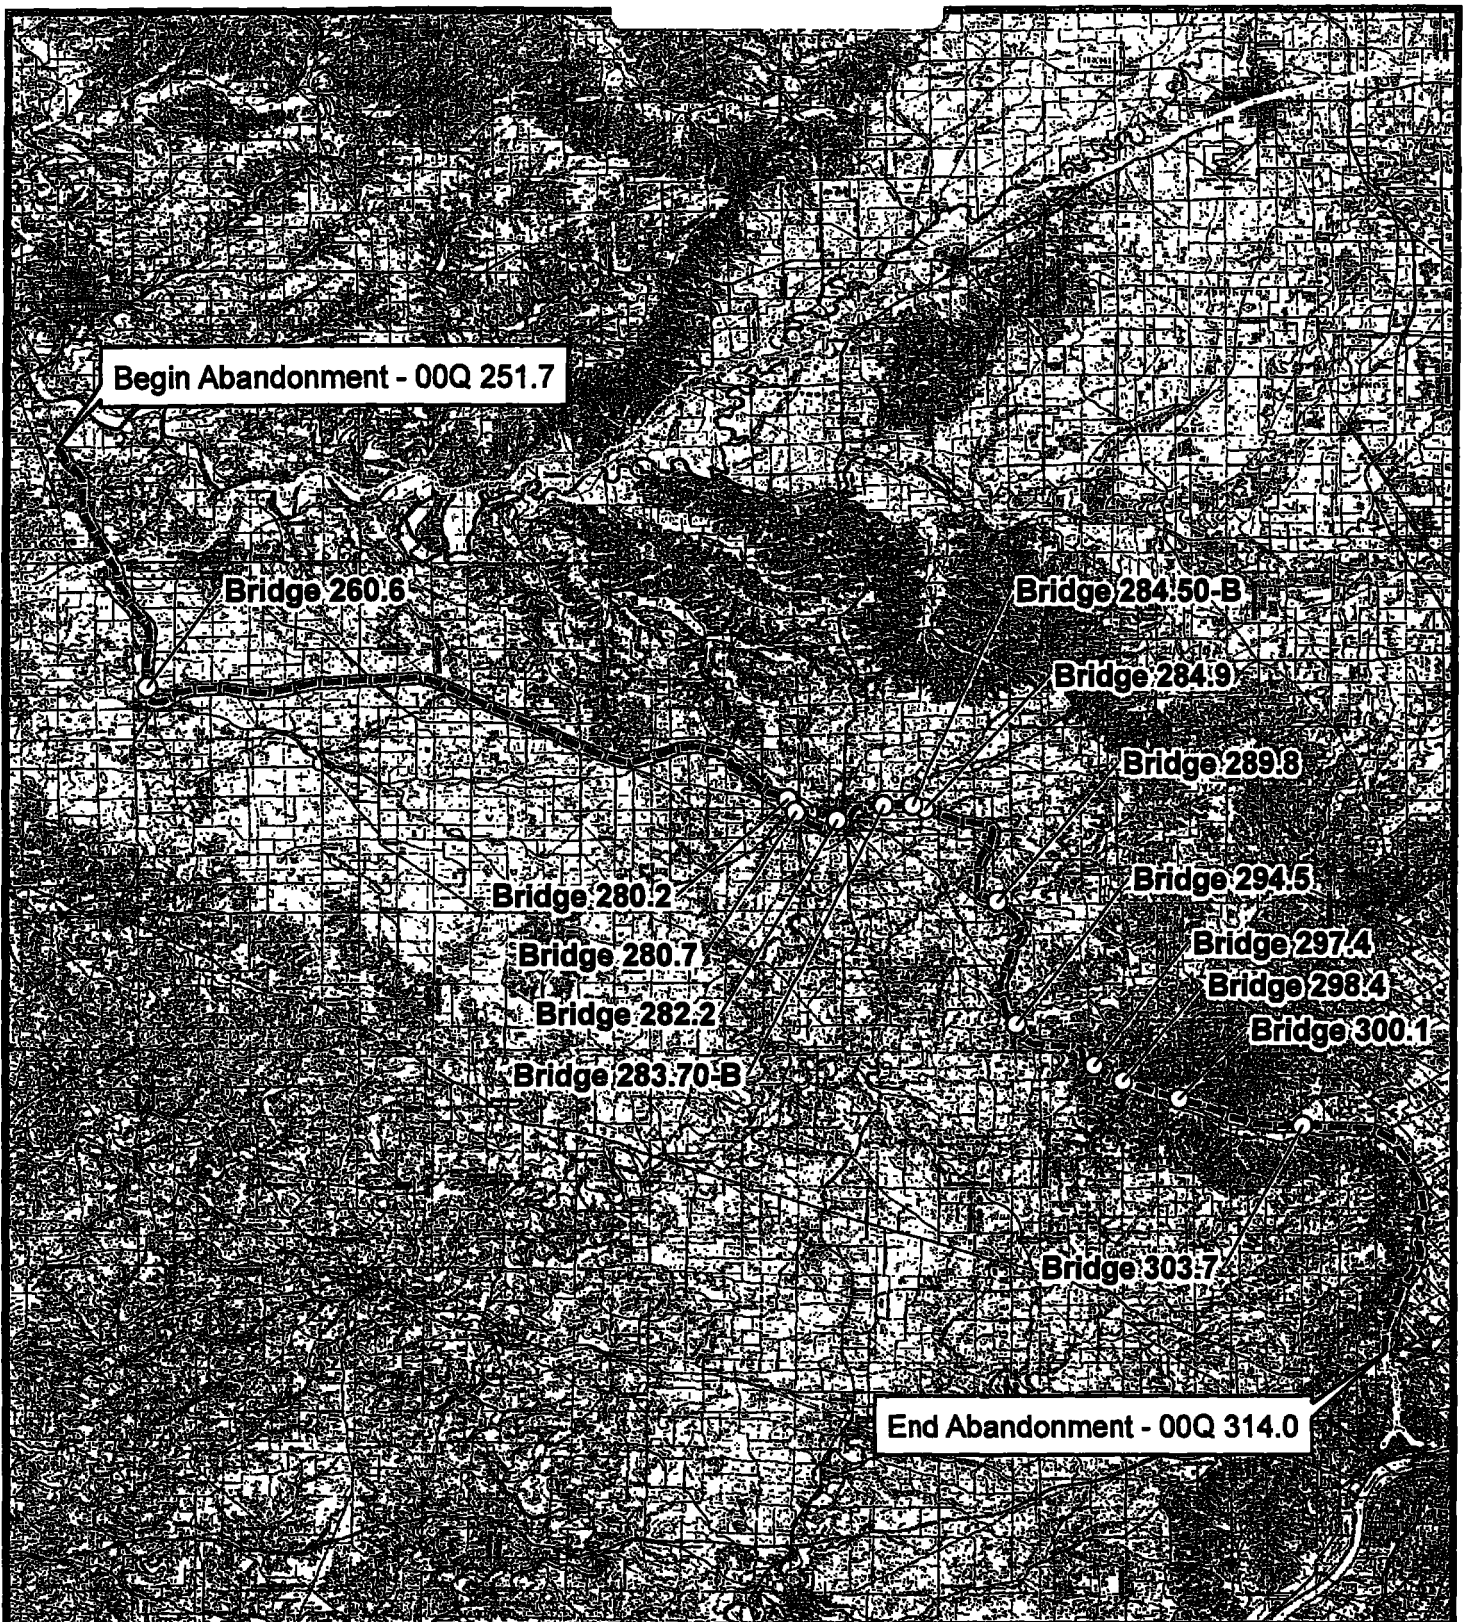 Begin Abandonment - 00Q 251.7
Bridge 260.6
Bridge 284.50-B
Bridge 284.9
Bridge 289.8
Bridge 280.2
Bridge 294.5
Bridge 280.7
Bridge 297.4
Bridge 298.4
Bridge 282.2
Bridge 300.1
Bridge 283.70-B
Bridge 303.7
End Abandonment - 00Q 314.0